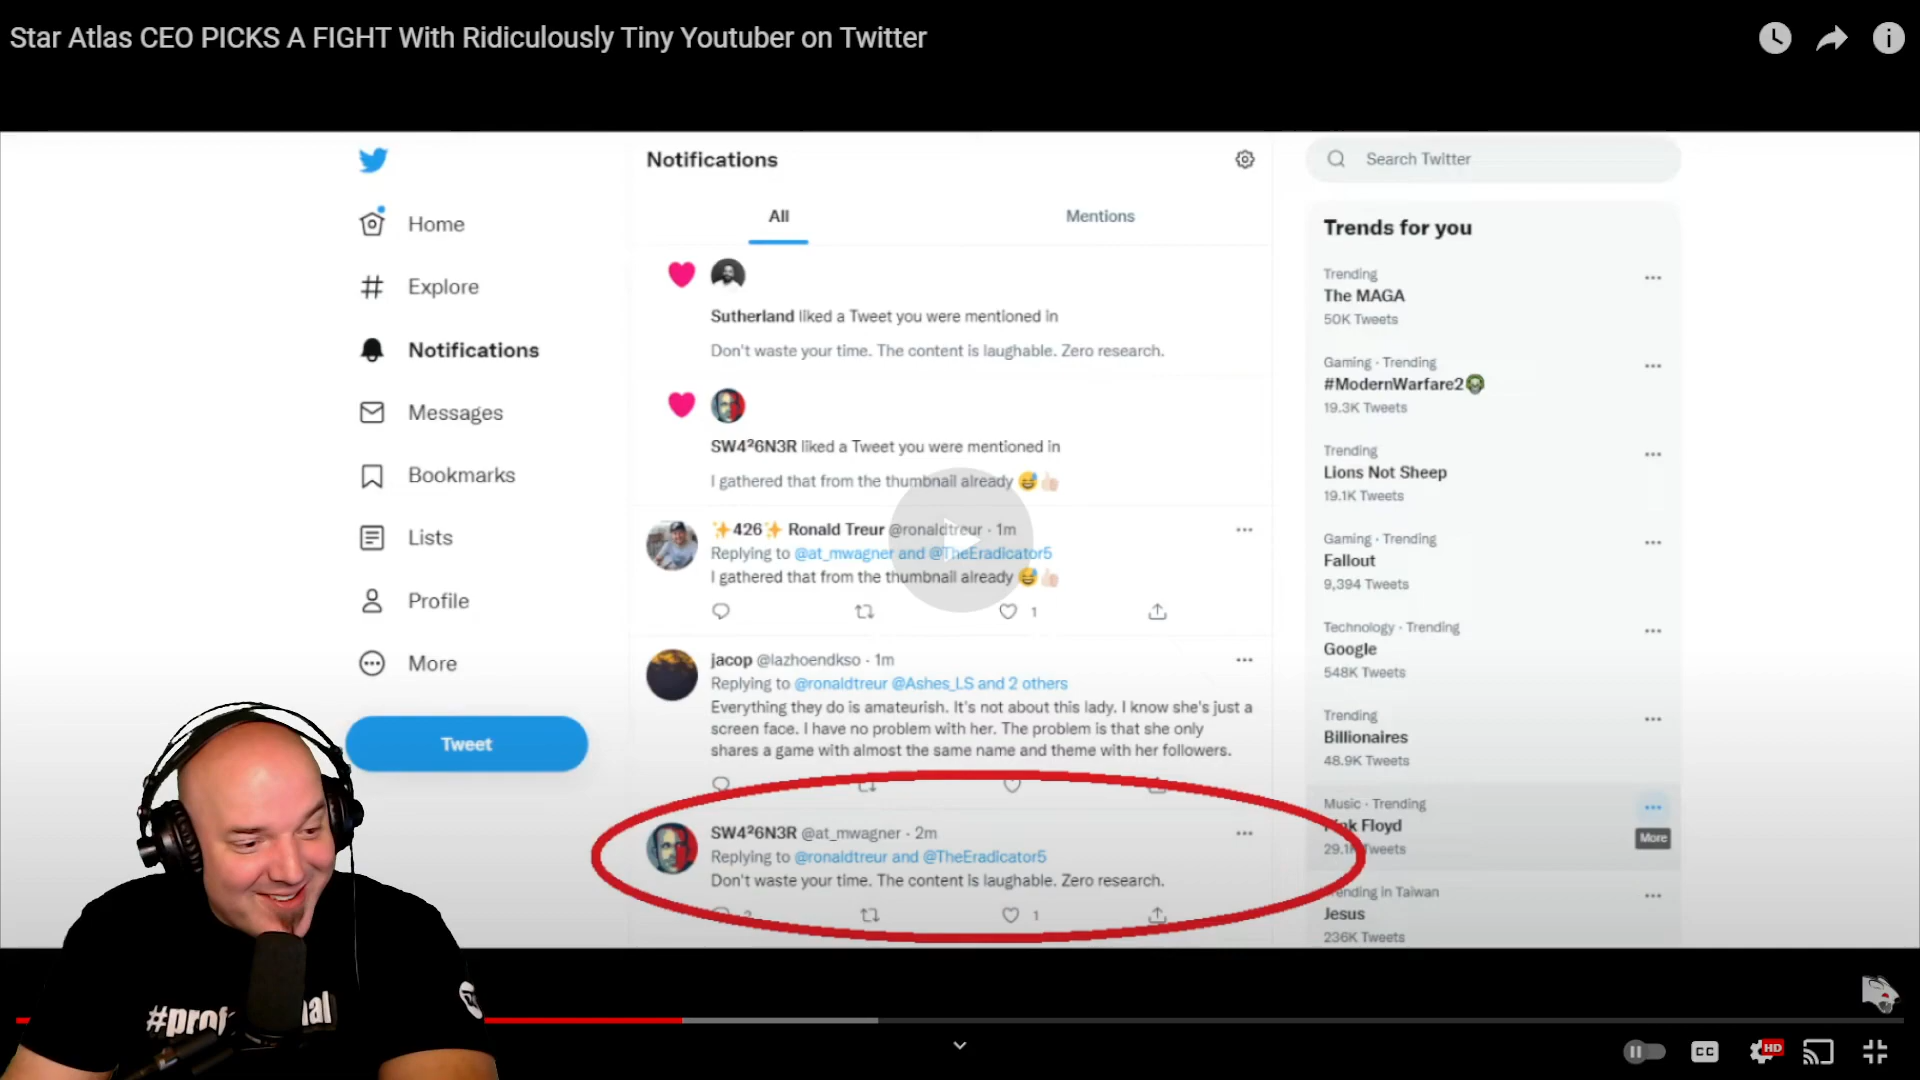 Star Atlas CEO PICKS A FIGHT With Ridiculously Tiny Youtuber on Twitter
Notifications
Search Twitter
Home
All
Mentions
Trends for you
Explore
Sutherland liked a Tweet you were mentioned in
Don't waste your time. The content is laughable. Zero research.
Trending
The MAGA
50K Tweets
Notifications
Gaming · Trending
#ModernWarfare2
19.3K Tweets
Messages
SW4²6N3R liked a Tweet you were mentioned in
I gathered that from the thumbnail already 😅👍🏻
Trending
Lions Not Sheep
19.1K Tweets
Bookmarks
✨426✨ Ronald Treur @ronaldtreur · 1m
Replying to @at_mwagner and @TheEradicator5
I gathered that from the thumbnail already 😅👍🏻
1
Gaming · Trending
Fallout
9,394 Tweets
Lists
Profile
Technology · Trending
Google
548K Tweets
More
jacop @lazhoendkso · 1m
Replying to @ronaldtreur @Ashes_LS and 2 others
Everything they do is amateurish. It's not about this lady. I know she's just a
screen face. I have no problem with her. The problem is that she only
shares a game with almost the same name and theme with her followers.
Trending
Billionaires
48.9K Tweets
Tweet
SW4²6N3R @at_mwagner · 2m
Replying to @ronaldtreur and @TheEradicator5
Don't waste your time. The content is laughable. Zero research.
1
Music · Trending
Floyd
Tweets
More
Trending in Taiwan
Jesus
236K Tweets
CC
HD